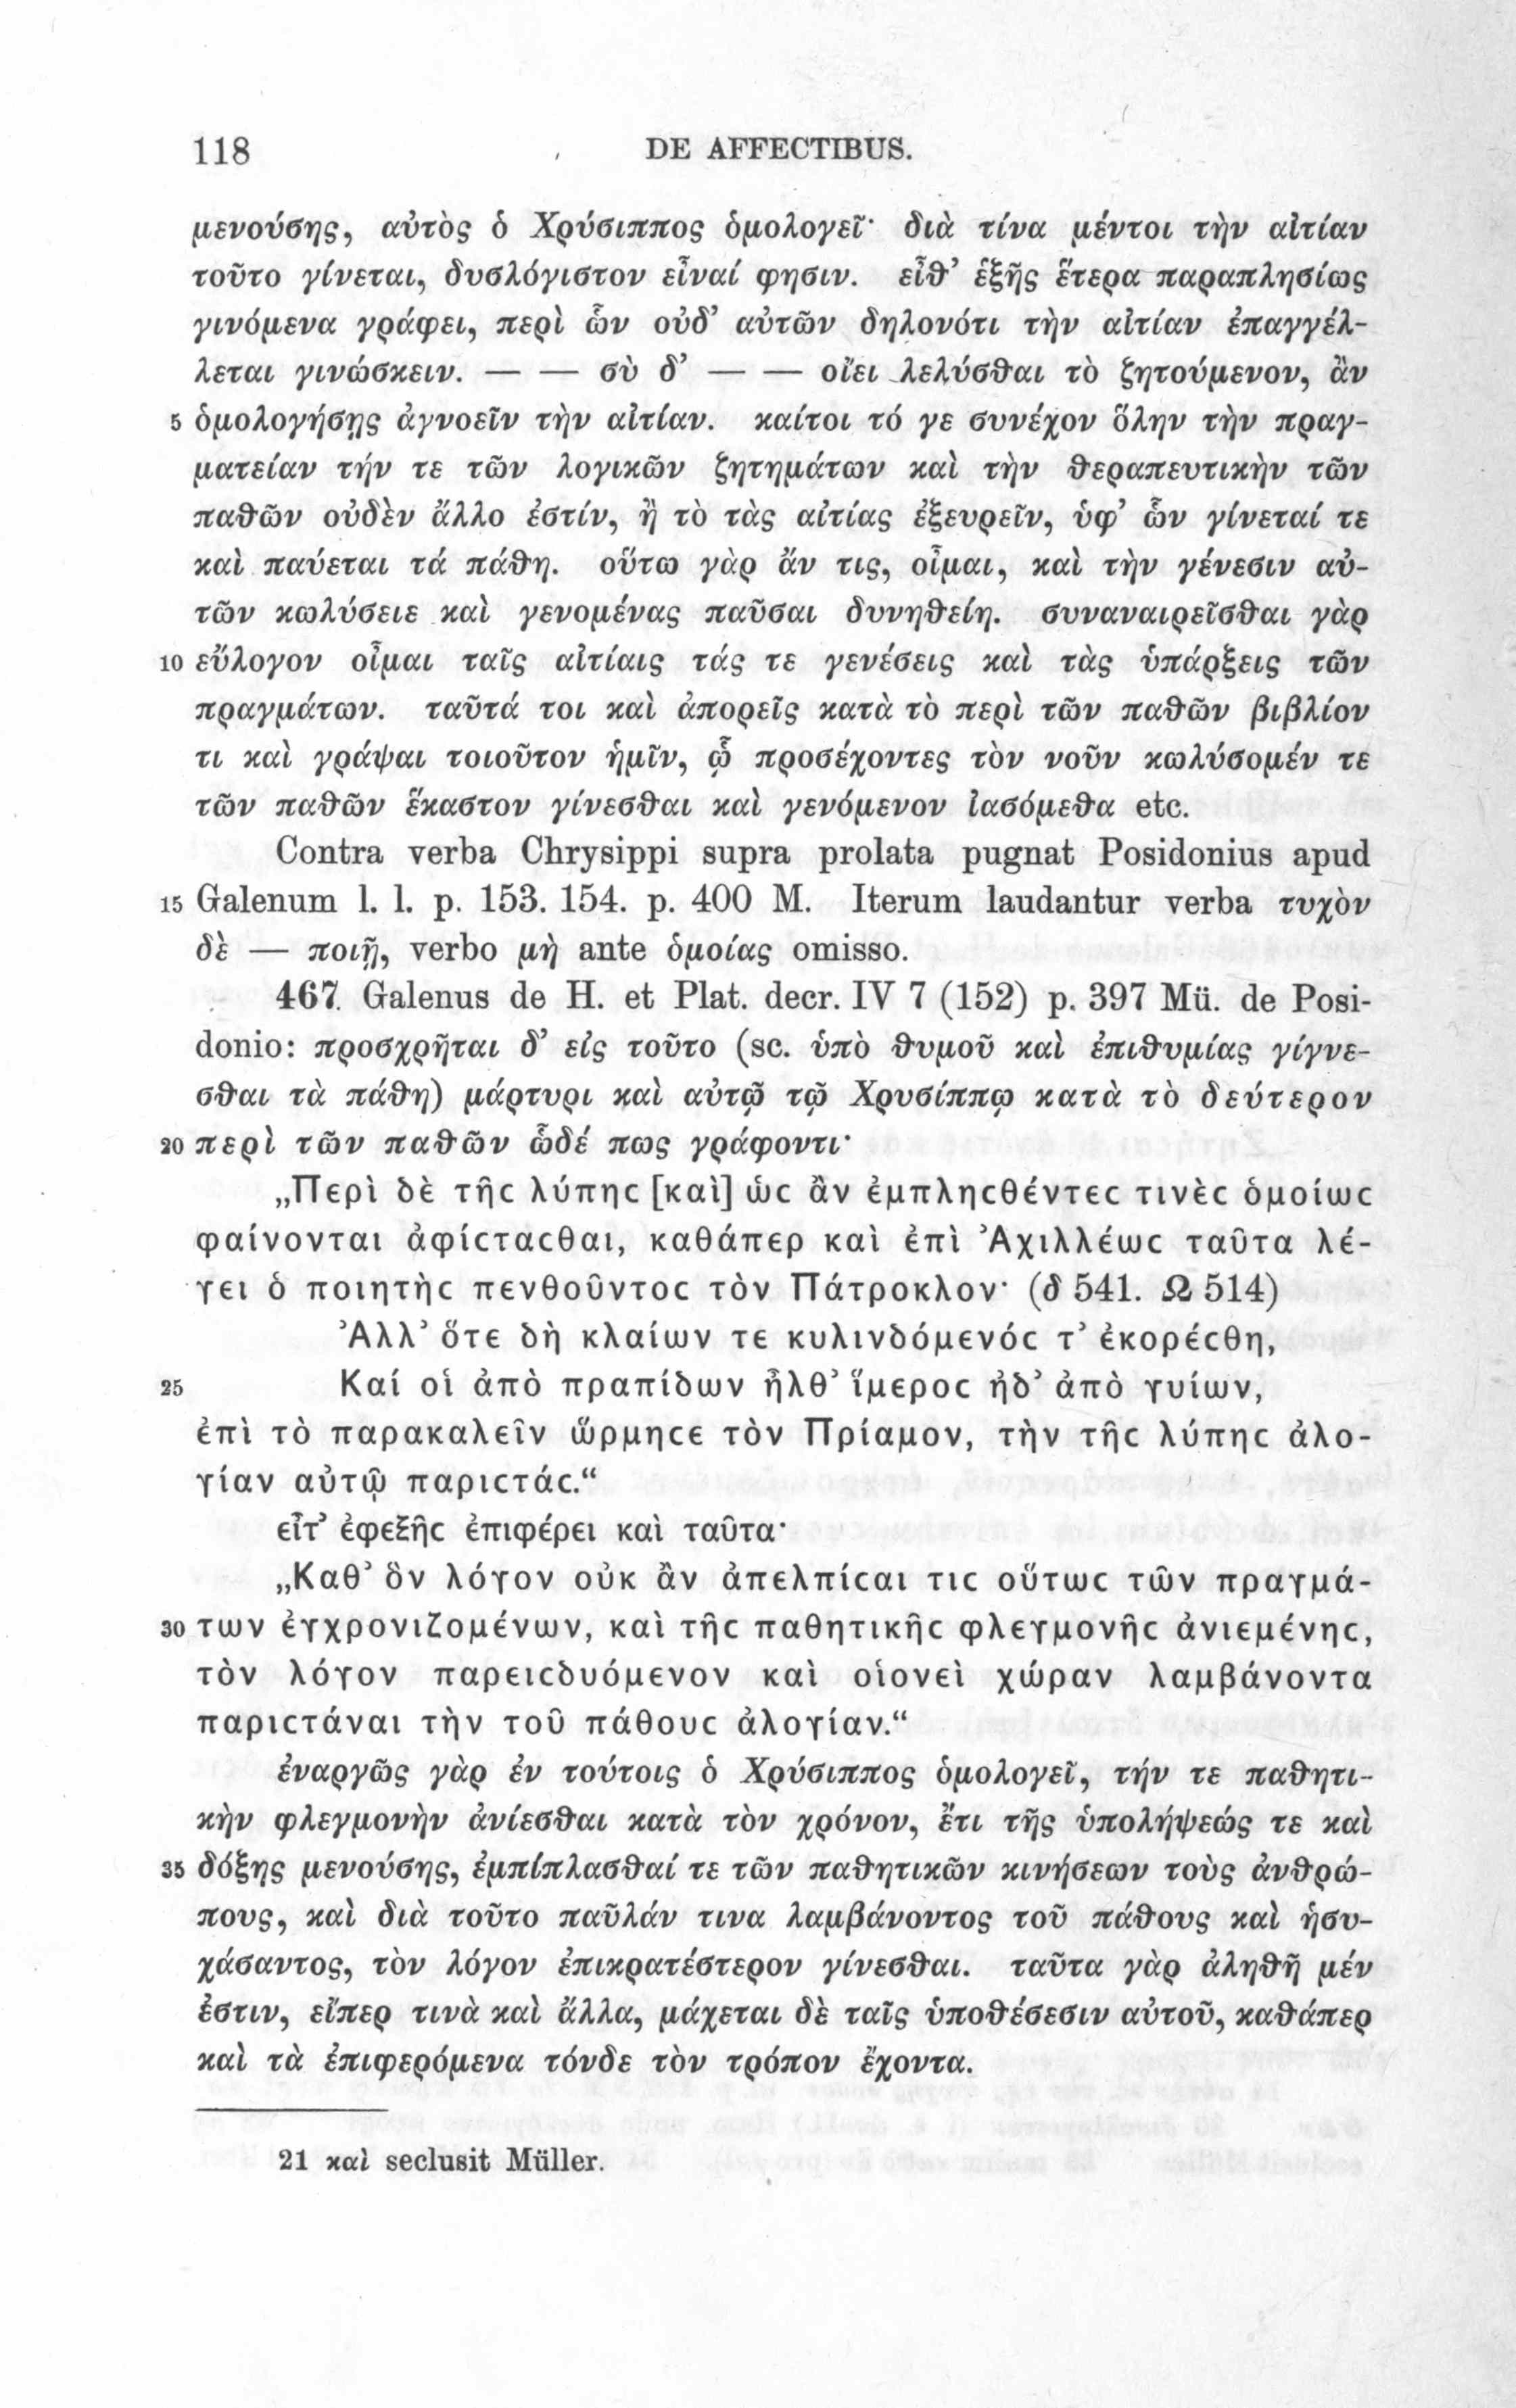 118 DE AFFECTIBUS.
μενούσης, αὐτὸς ὁ Χρύσιππος ὁμολογεῖ· διὰ τίνα μέντοι τὴν αἰτίαν
τοῦτο γίνεται, δυσλόγιστον εἶναί φησιν. εἶθ’ ἑξῆς ἕτερα παραπλησίως
γινόμενα γράφει, περὶ ὧν οὐδ’ αὐτῶν δηλονότι τὴν αἰτίαν ἐπαγγέλ-
λεται γινώσκειν. — — σὺ δ’ — — οἴει λελύσθαι τὸ ζητούμενον, ἂν
5 ὁμολογήσῃς ἀγνοεῖν τὴν αἰτίαν. καίτοι τό γε συνέχον ὅλην τὴν πραγ-
ματείαν τήν τε τῶν λογικῶν ζητημάτων καὶ τὴν θεραπευτικὴν τῶν
παθῶν οὐδὲν ἄλλο ἐστίν, ἢ τὸ τὰς αἰτίας ἐξευρεῖν, ὑφ’ ὧν γίνεταί τε
καὶ παύεται τά πάθη. οὕτω γὰρ ἄν τις, οἶμαι, καὶ τὴν γένεσιν αὐ-
τῶν κωλύσειε καὶ γενομένας παῦσαι δυνηθείη. συναναιρεῖσθαι γὰρ
10 εὔλογον οἶμαι ταῖς αἰτίαις τάς τε γενέσεις καὶ τὰς ὑπάρξεις τῶν
πραγμάτων. ταῦτά τοι καὶ ἀπορεῖς κατὰ τὸ περὶ τῶν παθῶν βιβλίον
τι καὶ γράψαι τοιοῦτον ἡμῖν, ᾧ προσέχοντες τὸν νοῦν κωλύσομέν τε
τῶν παθῶν ἕκαστον γίνεσθαι καὶ γενόμενον ἰασόμεθα etc.
Contra verba Chrysippi supra prolata pugnat Posidonius apud
15 Galenum l. l. p. 153. 154. p. 400 M. Iterum laudantur verba τυχὸν
δὲ — ποιῇ, verbo μὴ ante ὁμοίας omisso.
467. Galenus de H. et Plat. decr. IV 7 (152) p. 397 Mü. de Posi-
donio: προσχρῆται δ’ εἰς τοῦτο (sc. ὑπὸ θυμοῦ καὶ ἐπιθυμίας γίγνε-
σθαι τὰ πάθη) μάρτυρι καὶ αὐτῷ τῷ Χρυσίππῳ κατὰ τὸ δεύτερον
20 περὶ τῶν παθῶν ὧδέ πως γράφοντι·
„Περὶ δὲ τῆς λύπης [καὶ] ὡς ἂν ἐμπλησθέντες τινὲς ὁμοίως
φαίνονται ἀφίστασθαι, καθάπερ καὶ ἐπὶ Ἀχιλλέως ταῦτα λέ-
γει ὁ ποιητὴς πενθοῦντος τὸν Πάτροκλον· (δ 541. Ω 514)
Ἀλλ’ ὅτε δὴ κλαίων τε κυλινδόμενός τ’ ἐκορέσθη,
25 Καί οἱ ἀπὸ πραπίδων ἦλθ’ ἵμερος ἠδ’ ἀπὸ γυίων,
ἐπὶ τὸ παρακαλεῖν ὥρμησε τὸν Πρίαμον, τὴν τῆς λύπης ἀλο-
γίαν αὐτῷ παριστάς.“
εἶτ’ ἐφεξῆς ἐπιφέρει καὶ ταῦτα·
„Καθ’ ὃν λόγον οὐκ ἂν ἀπελπίσαι τις οὕτως τῶν πραγμά-
30 των ἐγχρονιζομένων, καὶ τῆς παθητικῆς φλεγμονῆς ἀνιεμένης,
τὸν λόγον παρεισδυόμενον καὶ οἱονεὶ χώραν λαμβάνοντα
παριστάναι τὴν τοῦ πάθους ἀλογίαν.“
ἐναργῶς γὰρ ἐν τούτοις ὁ Χρύσιππος ὁμολογεῖ, τήν τε παθητι-
κὴν φλεγμονὴν ἀνίεσθαι κατὰ τὸν χρόνον, ἔτι τῆς ὑπολήψεώς τε καὶ
35 δόξης μενούσης, ἐμπίπλασθαί τε τῶν παθητικῶν κινήσεων τοὺς ἀνθρώ-
πους, καὶ διὰ τοῦτο παῦλάν τινα λαμβάνοντος τοῦ πάθους καὶ ἡσυ-
χάσαντος, τὸν λόγον ἐπικρατέστερον γίνεσθαι. ταῦτα γὰρ ἀληθῆ μέν
ἐστιν, εἴπερ τινὰ καὶ ἄλλα, μάχεται δὲ ταῖς ὑποθέσεσιν αὐτοῦ, καθάπερ
καὶ τὰ ἐπιφερόμενα τόνδε τὸν τρόπον ἔχοντα.
21 καὶ seclusit Müller.